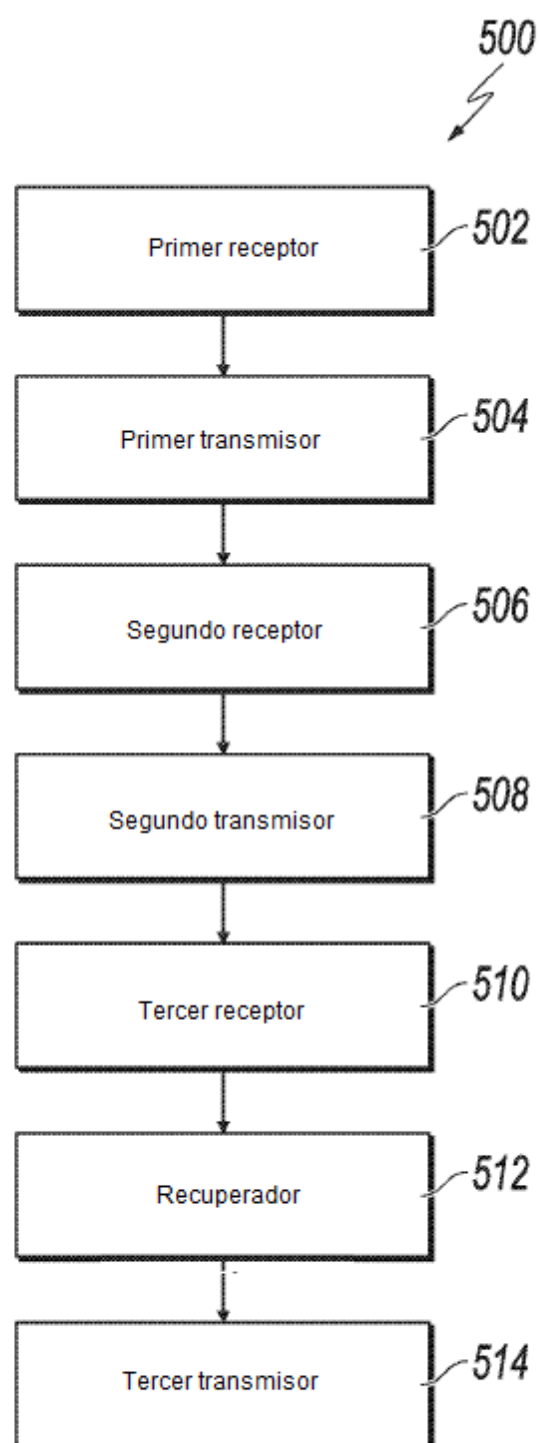 500
Primer receptor
502
Primer transmisor
504
Segundo receptor
506
Segundo transmisor
508
Tercer receptor
510
Recuperador
512
Tercer transmisor
514